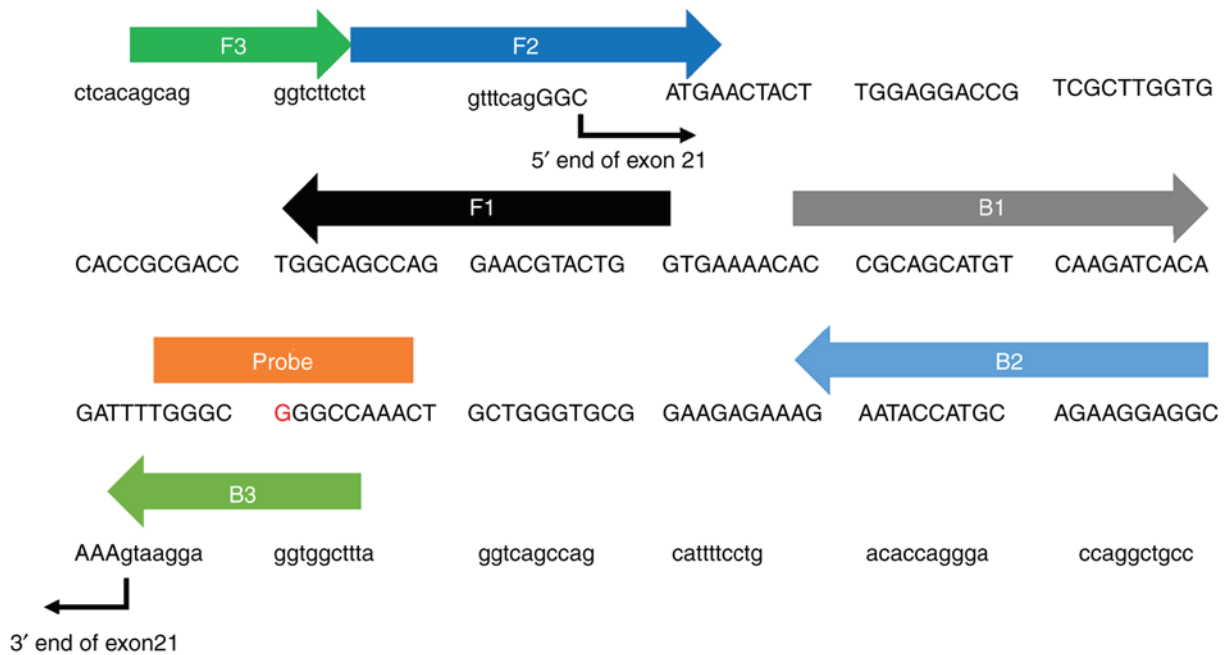 F3 F2
ctcacagcag ggtcttctct gtttcagGGC ATGAACTACT TGGAGGACCG TCGCTTGGTG
5′ end of exon 21
F1 B1
CACCGCGACC TGGCAGCCAG GAACGTACTG GTGAAAACAC CGCAGCATGT CAAGATCACA
Probe B2
GATTTTGGGC GGGCCAAACT GCTGGGTGCG GAAGAGAAAG AATACCATGC AGAAGGAGGC
B3
AAAgtaagga ggtggcttta ggtcagccag cattttcctg acaccaggga ccaggctgcc
3′ end of exon21